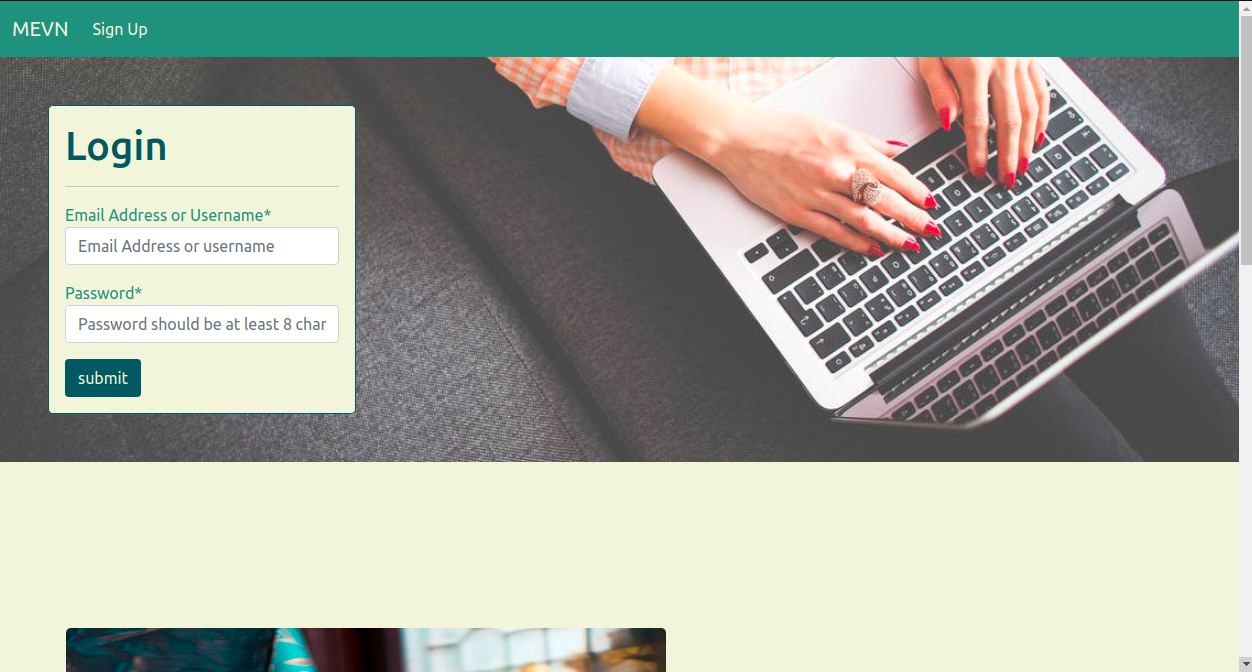 MEVN Sign Up
Login
Email Address or Username*
Email Address or username
Password*
Password should be at least 8 char
submit